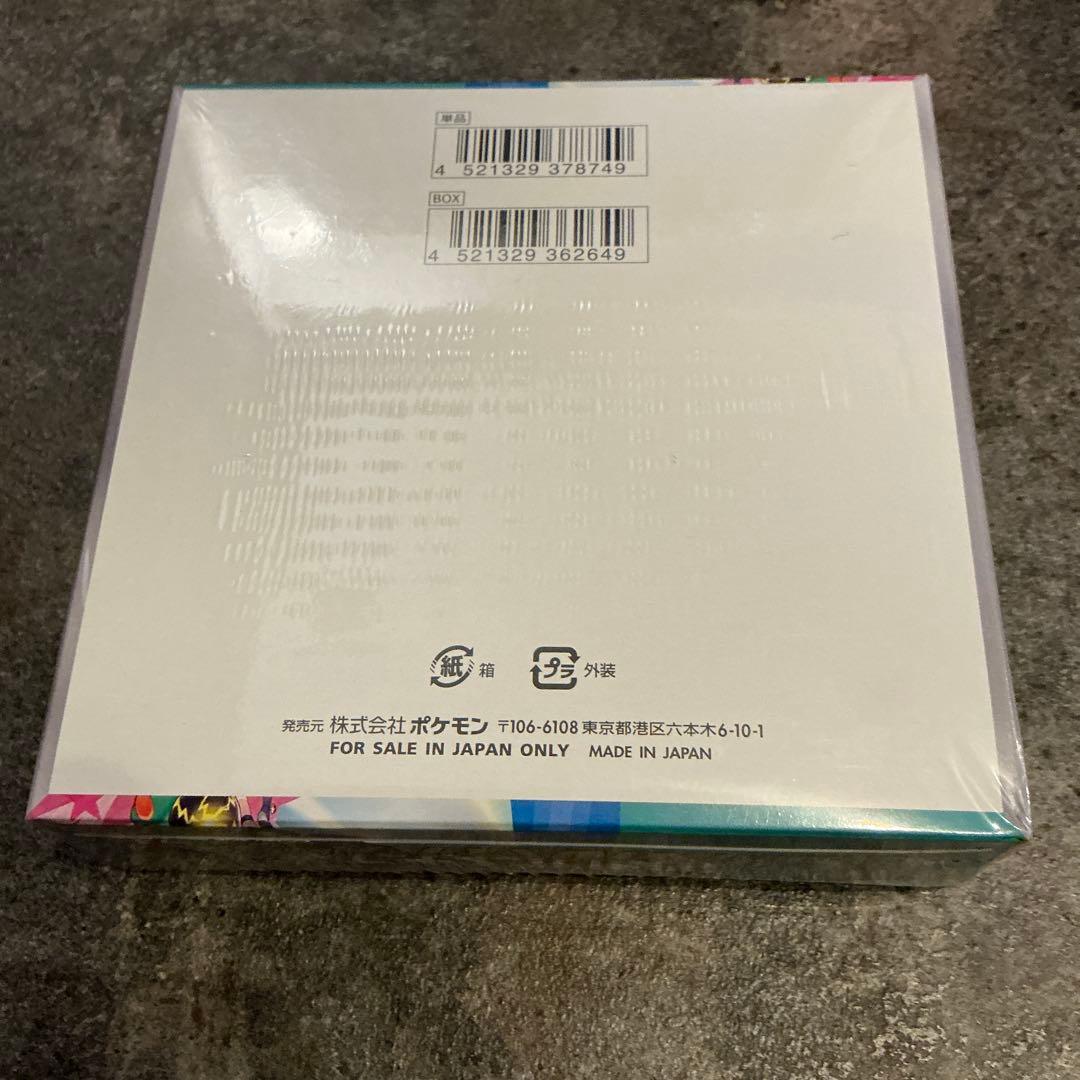 単品
4 521329 378749
BOX
4 521329 362649
紙 箱 プラ 外装
発売元 株式会社 ポケモン 〒106-6108 東京都港区六本木6-10-1
FOR SALE IN JAPAN ONLY MADE IN JAPAN